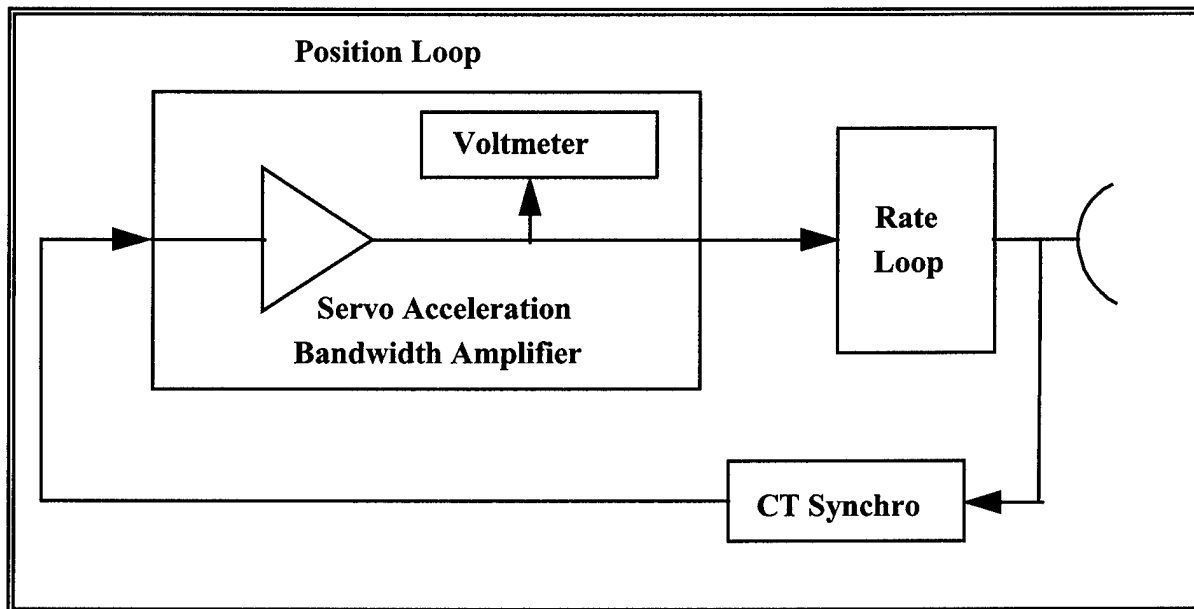 Position Loop
Voltmeter
Servo Acceleration
Bandwidth Amplifier
Rate
Loop
CT Synchro